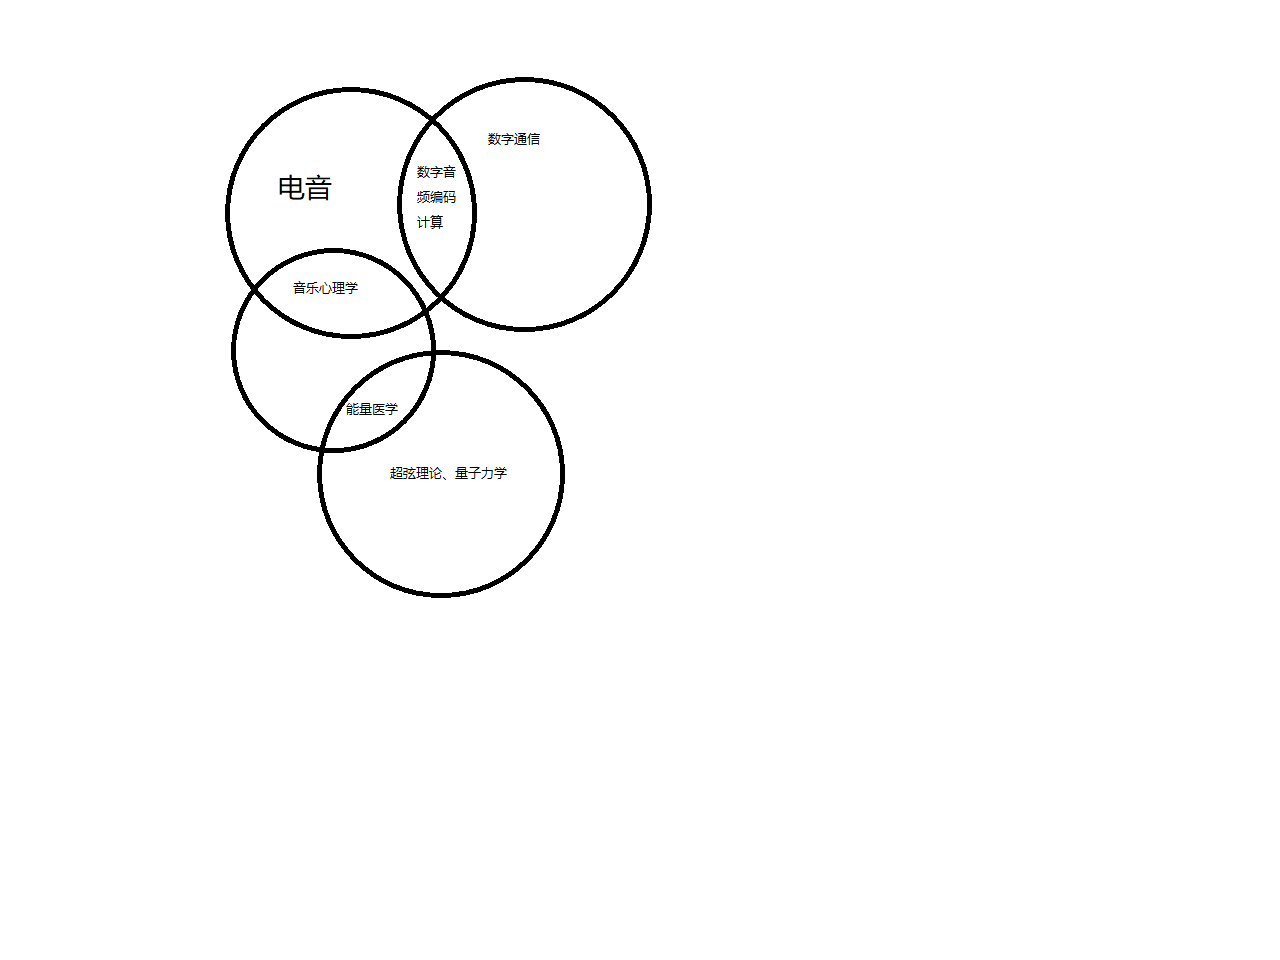 数字通信
电音
数字音
频编码
计算
音乐心理学
能量医学
超弦理论、量子力学